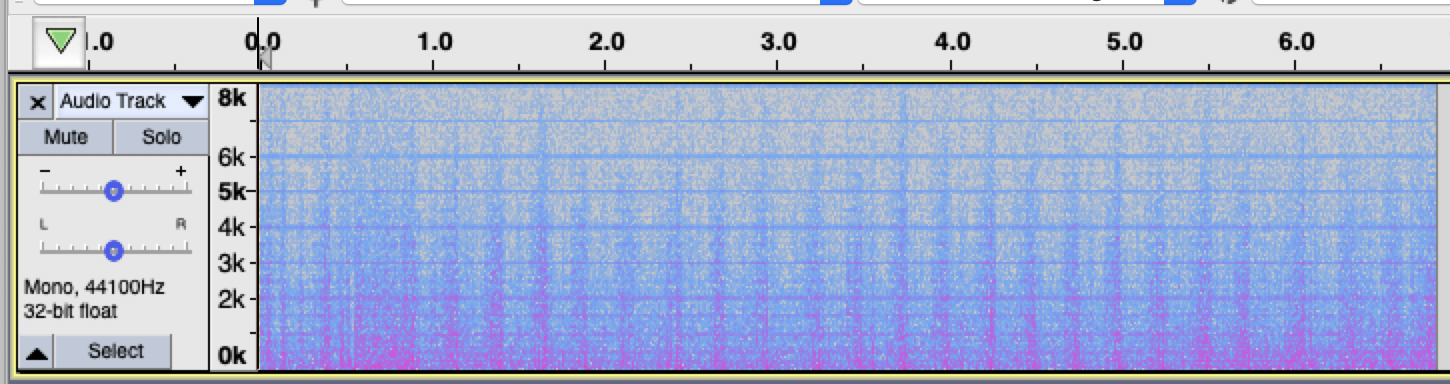 1.0 0.0 1.0 2.0 3.0 4.0 5.0 6.0
× Audio Track 8k
Mute Solo
- + 6k
5k
L R 4k
3k
Mono, 44100Hz
32-bit float 2k
Select 0k